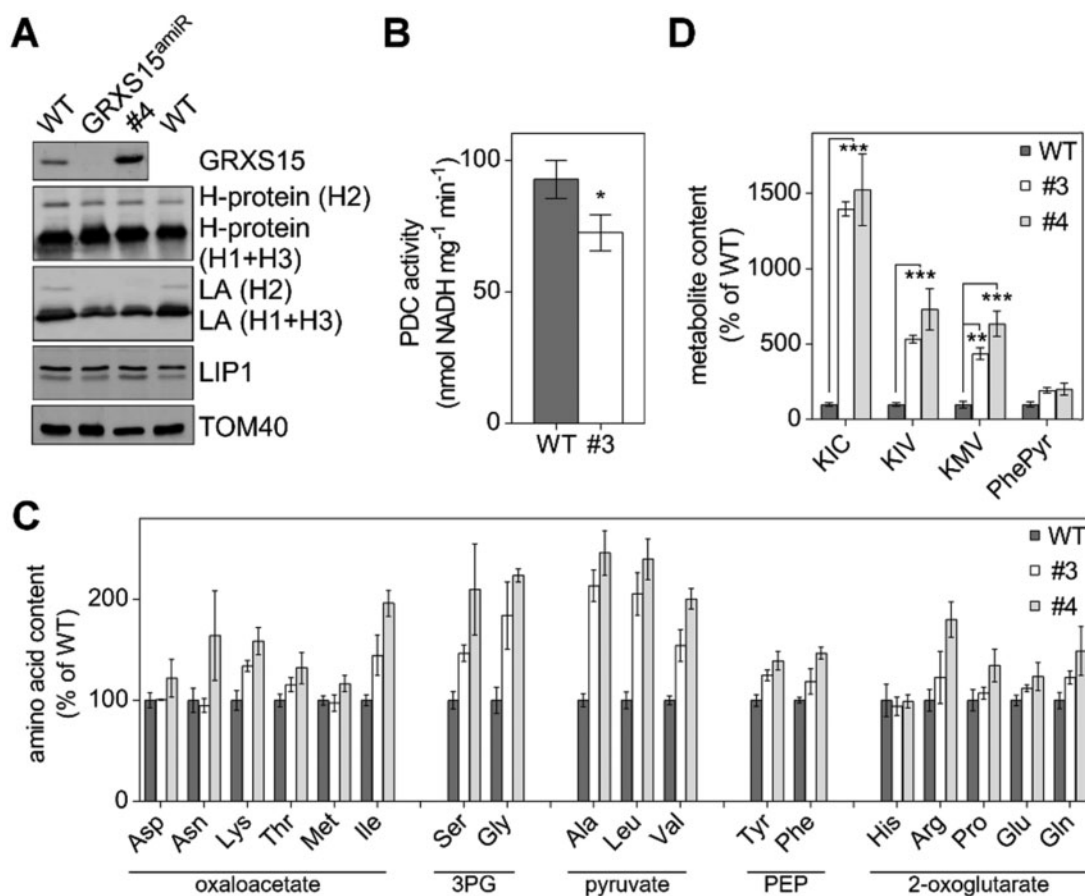 A
WT
GRXS15amiR
#4
WT
GRXS15
H-protein (H2)
H-protein
(H1+H3)
LA (H2)
LA (H1+H3)
LIP1
TOM40
B
PDC activity
(nmol NADH mg-1 min-1)
100
50
0
*
WT #3
D
metabolite content
(% of WT)
1500
1000
500
0
***
***
**
***
WT
#3
#4
KIC
KIV
KMV
PhePyr
C
amino acid content
(% of WT)
200
100
0
WT
#3
#4
Asp
Asn
Lys
Thr
Met
Ile
Ser
Gly
Ala
Leu
Val
Tyr
Phe
His
Arg
Pro
Glu
Gln
oxaloacetate
3PG
pyruvate
PEP
2-oxoglutarate